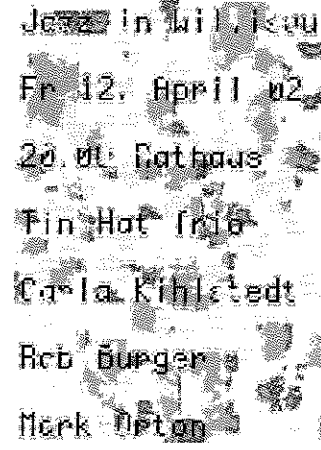 Jazz in Willisau
Fr 12. April 02
20.00 Rathaus
Tin Hat Trio
Carla Kihlstedt
Rob Burger
Mark Orton